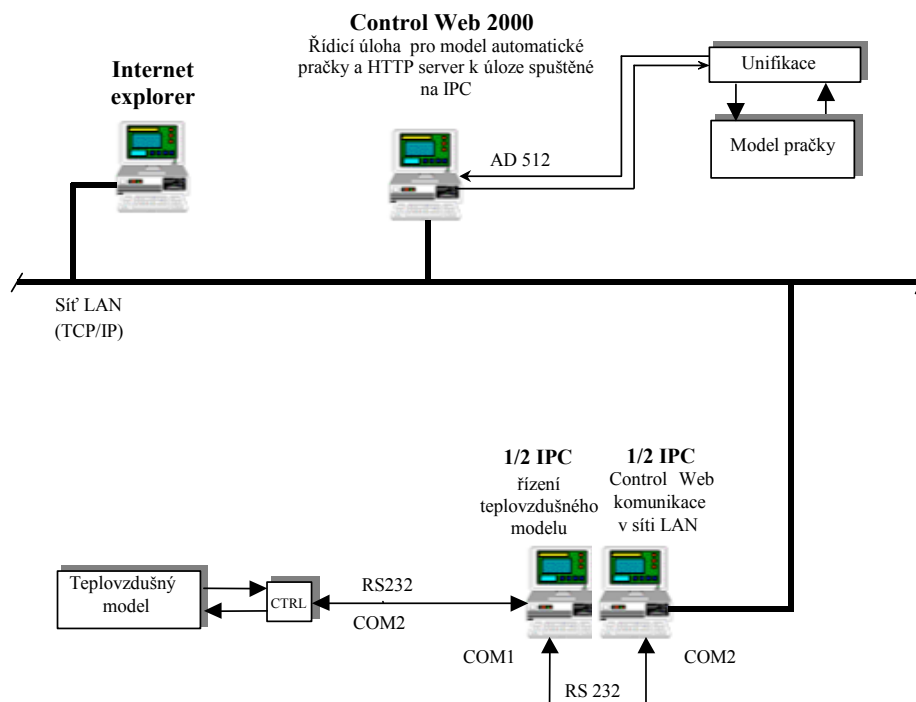 Control Web 2000
Řídicí úloha pro model automatické
pračky a HTTP server k úloze spuštěné
na IPC
Internet
explorer
Unifikace
Model pračky
AD 512
Síť LAN
(TCP/IP)
1/2 IPC
řízení
teplovzdušného
modelu
1/2 IPC
Control Web
komunikace
v síti LAN
Teplovzdušný
model
CTRL
RS232
COM2
COM1
COM2
RS 232